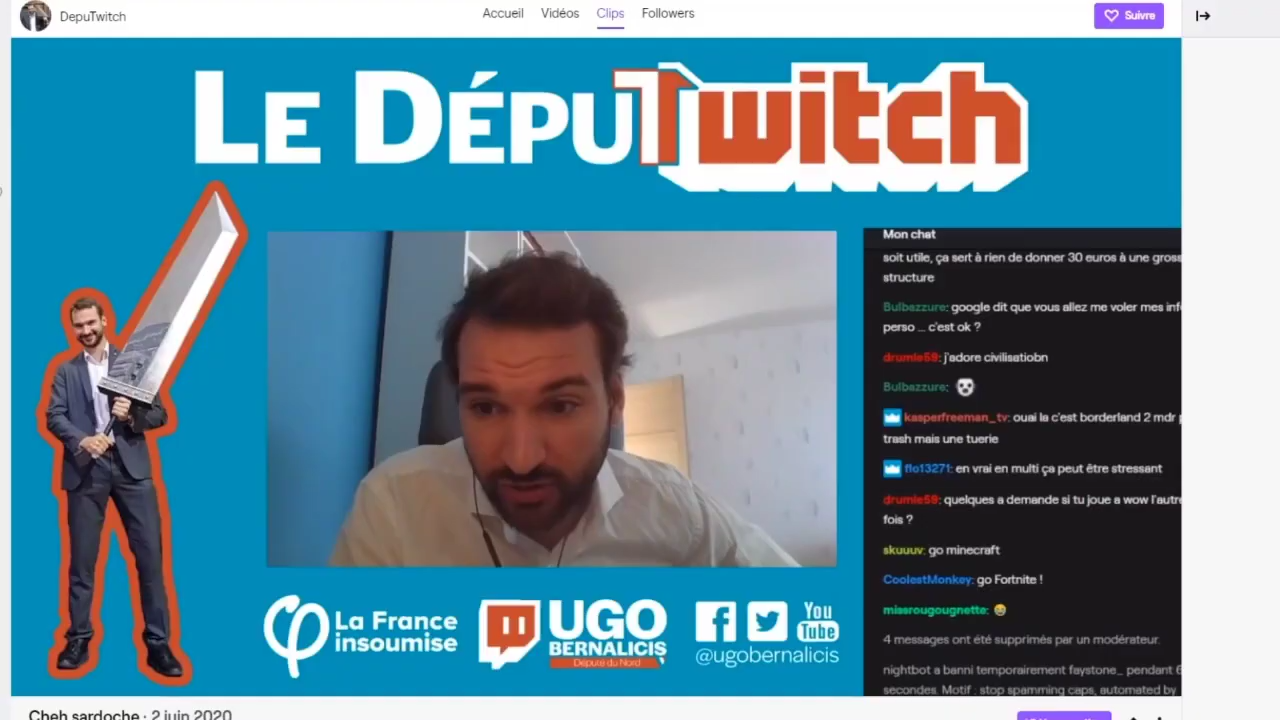 DepuTwitch
Accueil Vidéos Clips Followers
Suivre
LE DÉPUTwitch
Mon chat
soit utile, ça sert à rien de donner 30 euros à une gross
structure
Bulbazzure: google dit que vous allez me voler mes inf
perso ... c'est ok ?
drumle59: j'adore civilisatiobn
Bulbazzure:
kasperfreeman_tv: ouai la c'est borderland 2 mdr p
trash mais une tuerie
flo13271: en vrai en multi ça peut être stressant
drumle59: quelques a demande si tu joue a wow l'autre
fois ?
skuuuv: go minecraft
CoolestMonkey: go Fortnite !
missrougougnette:
4 messages ont été supprimés par un modérateur.
nightbot a banni temporairement faystone_ pendant 6
secondes. Motif : stop spamming caps, automated by
La France
insoumise
UGO
BERNALICIS
Député du Nord
You
Tube
@ugobernalicis
Cheh sardoche · 2 juin 2020